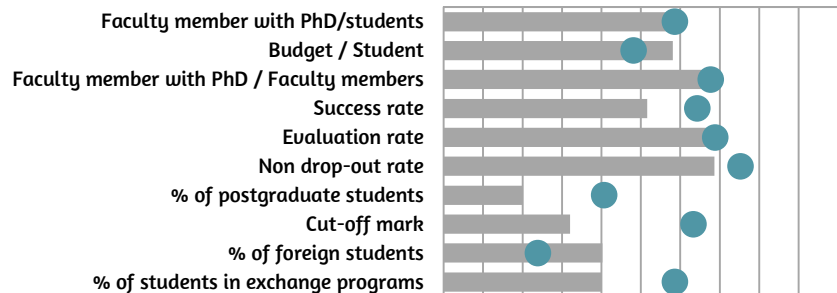 Faculty member with PhD/students
Budget / Student
Faculty member with PhD / Faculty members
Success rate
Evaluation rate
Non drop-out rate
% of postgraduate students
Cut-off mark
% of foreign students
% of students in exchange programs